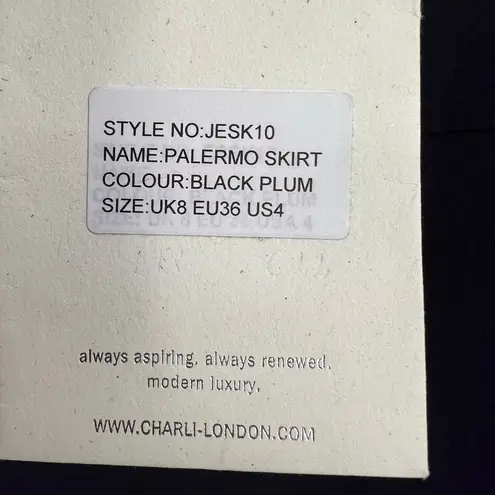 STYLE NO:JESK10
NAME:PALERMO SKIRT
COLOUR:BLACK PLUM
SIZE:UK8 EU36 US4
always aspiring, always renewed.
modern luxury.
WWW.CHARLI-LONDON.COM